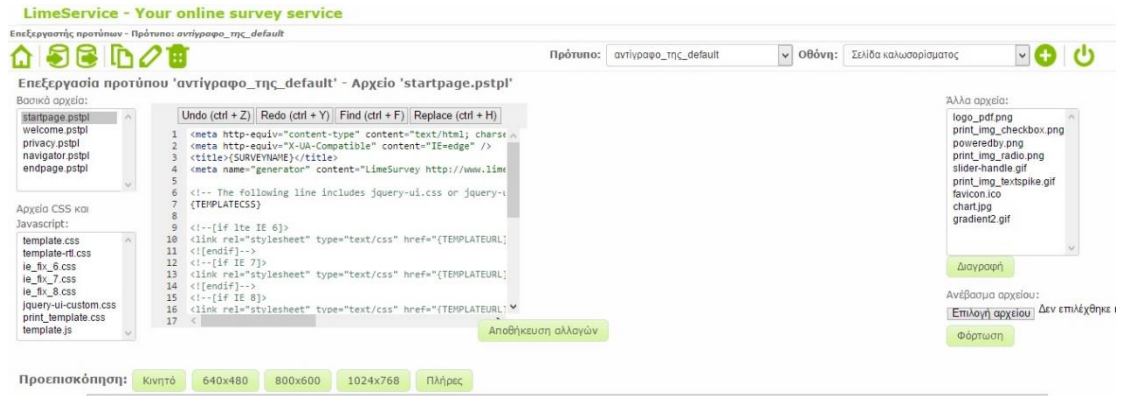 LimeService - Your online survey service
Επεξεργαστής προτύπων - Πρότυπο: αντίγραφο_της_default
Πρότυπο: αντίγραφο_της_default Οθόνη: Σελίδα καλωσορίσματος
Επεξεργασία προτύπου 'αντίγραφο_της_default' - Αρχείο 'startpage.pstpl'
Βασικά αρχεία:
startpage.pstpl
welcome.pstpl
privacy.pstpl
navigator.pstpl
endpage.pstpl
Αρχεία CSS και
Javascript:
template.css
template-rtl.css
ie_fix_6.css
ie_fix_7.css
ie_fix_8.css
jquery-ui-custom.css
print_template.css
template.js
Undo (ctrl + Z) Redo (ctrl + Y) Find (ctrl + F) Replace (ctrl + H)
1 <meta http-equiv="content-type" content="text/html; charse
2 <meta http-equiv="X-UA-Compatible" content="IE=edge" />
3 <title>{SURVEYNAME}</title>
4 <meta name="generator" content="LimeSurvey http://www.lime
5
6 <!-- The following line includes jquery-ui.css or jquery-u
7 {TEMPLATECSS}
8
9 <!--[if lte IE 6]>
10 <link rel="stylesheet" type="text/css" href="{TEMPLATEURL}
11 <![endif]-->
12 <!--[if IE 7]>
13 <link rel="stylesheet" type="text/css" href="{TEMPLATEURL}
14 <![endif]-->
15 <!--[if IE 8]>
16 <link rel="stylesheet" type="text/css" href="{TEMPLATEURL}
17
Αποθήκευση αλλαγών
Άλλα αρχεία:
logo_pdf.png
print_img_checkbox.png
poweredby.png
print_img_radio.png
slider-handle.gif
print_img_textspike.gif
favicon.ico
chart.jpg
gradient2.gif
Διαγραφή
Ανέβασμα αρχείου:
Επιλογή αρχείου Δεν επιλέχθηκε
Φόρτωση
Προεπισκόπηση: Κινητό 640x480 800x600 1024x768 Πλήρες